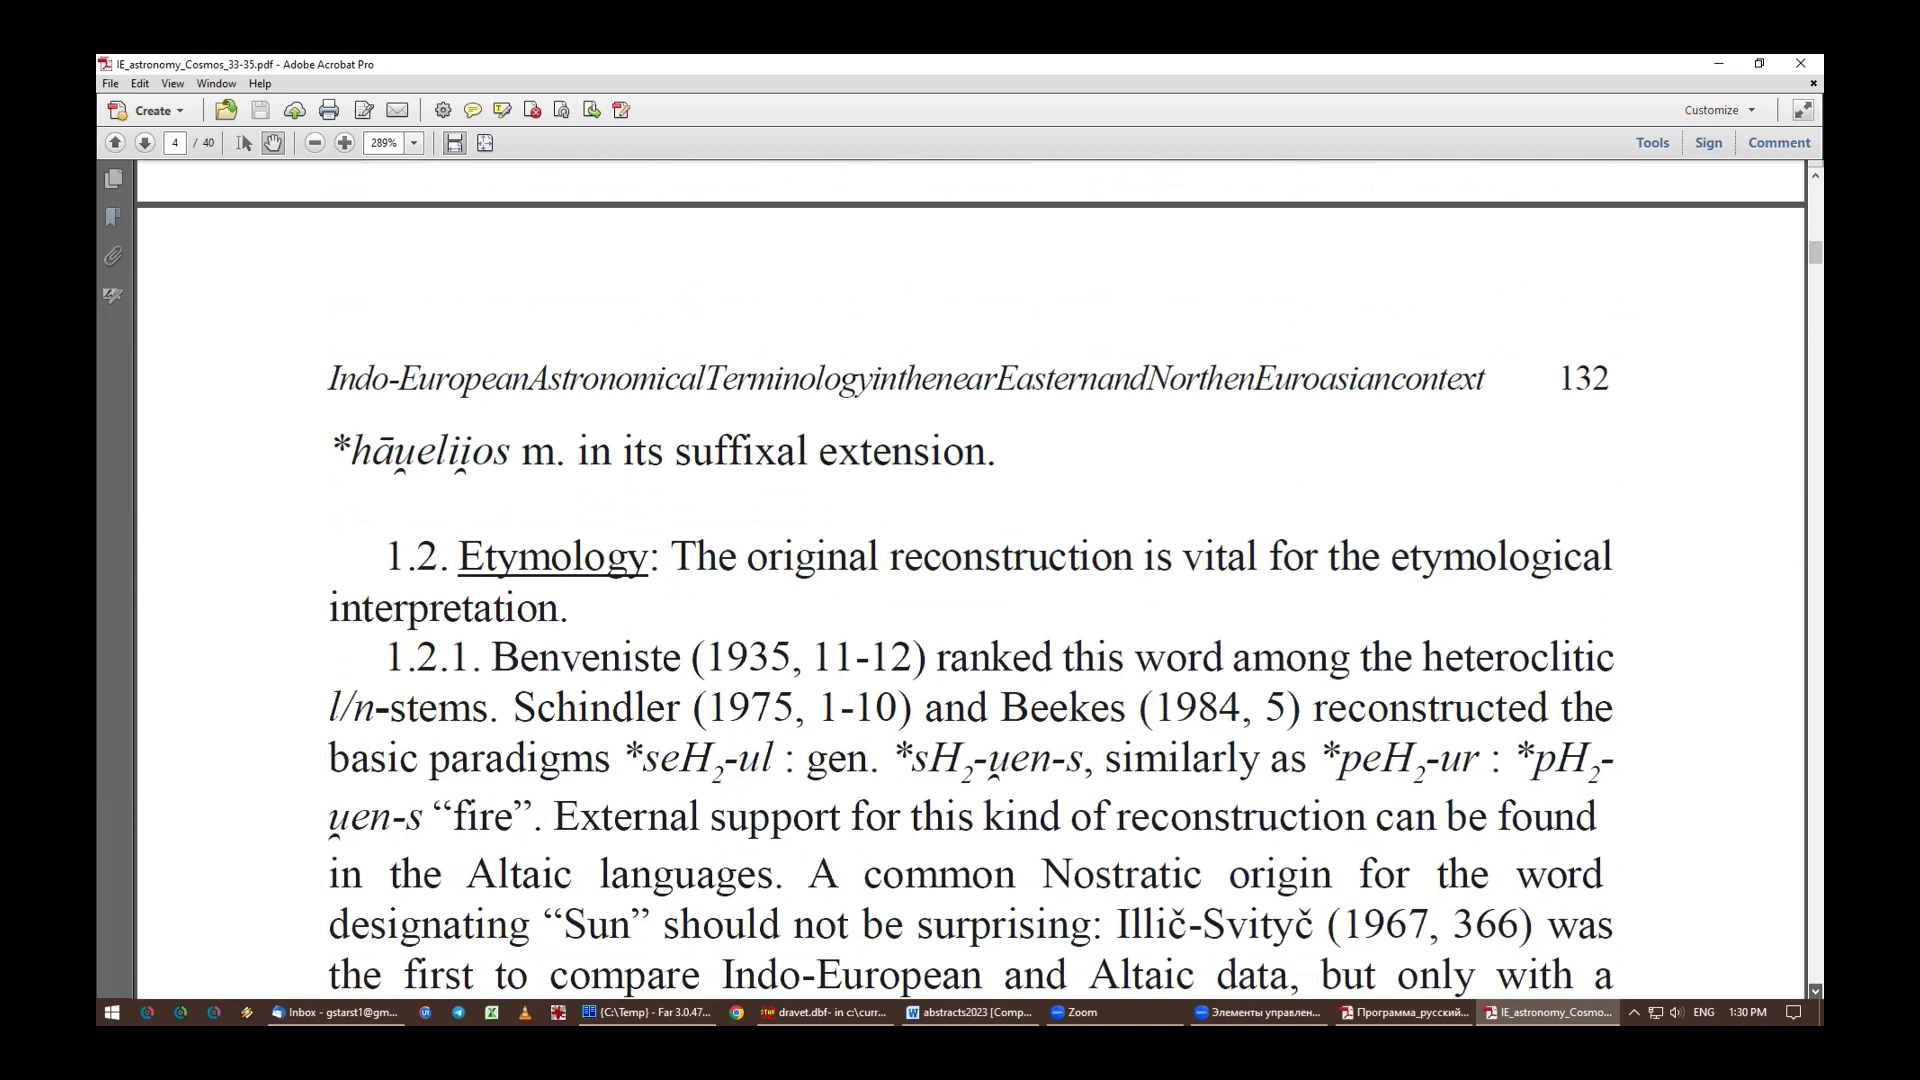 IE_astronomy_Cosmos_33-35.pdf - Adobe Acrobat Pro
File Edit View Window Help
Create Customize
4 / 40 289% Tools Sign Comment
Indo-EuropeanAstronomicalTerminologyinthenearEasternandNorthenEuroasiancontext 132
*hāu̯elii̯os m. in its suffixal extension.
1.2. Etymology: The original reconstruction is vital for the etymological
interpretation.
1.2.1. Benveniste (1935, 11-12) ranked this word among the heteroclitic
l/n-stems. Schindler (1975, 1-10) and Beekes (1984, 5) reconstructed the
basic paradigms *seH₂-ul : gen. *sH₂-u̯en-s, similarly as *peH₂-ur : *pH₂-
u̯en-s “fire”. External support for this kind of reconstruction can be found
in the Altaic languages. A common Nostratic origin for the word
designating “Sun” should not be surprising: Illič-Svityč (1967, 366) was
the first to compare Indo-European and Altaic data, but only with a
Inbox - gstarst1@gm... {C:\Temp} - Far 3.0.47... dravet.dbf- in c:\curr... abstracts2023 [Comp... Zoom Элементы управлен... Программа_русский... IE_astronomy_Cosmo... ENG 1:30 PM